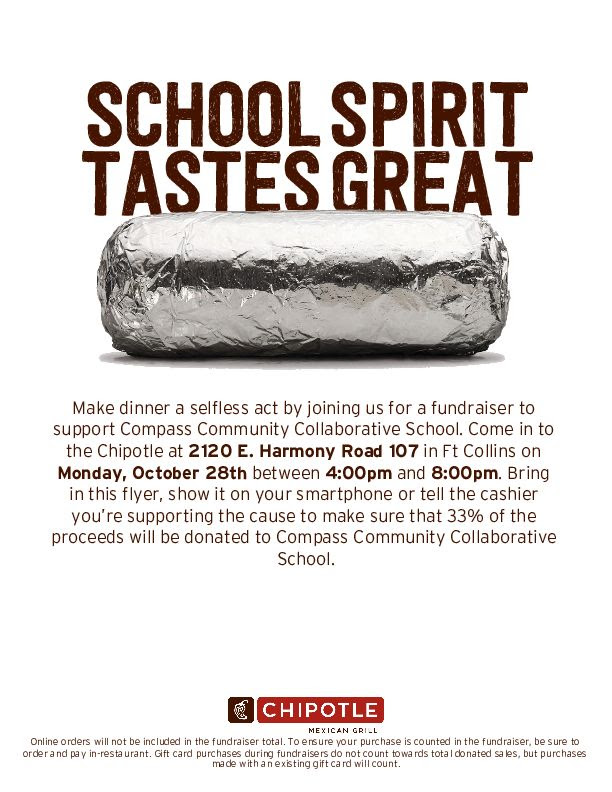 SCHOOL SPIRIT
TASTES GREAT
Make dinner a selfless act by joining us for a fundraiser to
support Compass Community Collaborative School. Come in to
the Chipotle at 2120 E. Harmony Road 107 in Ft Collins on
Monday, October 28th between 4:00pm and 8:00pm. Bring
in this flyer, show it on your smartphone or tell the cashier
you're supporting the cause to make sure that 33% of the
proceeds will be donated to Compass Community Collaborative
School.
CHIPOTLE
MEXICAN GRILL
Online orders will not be included in the fundraiser total. To ensure your purchase is counted in the fundraiser, be sure to
order and pay in-restaurant. Gift card purchases during fundraisers do not count towards total donated sales, but purchases
made with an existing gift card will count.